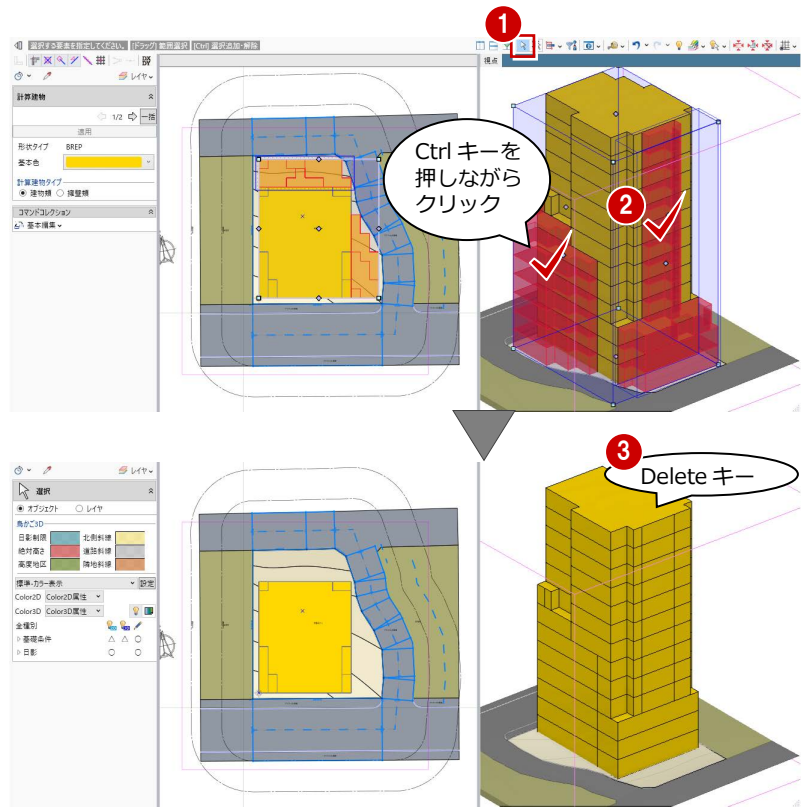 1
選択する要素を指定してください。 [ドラッグ] 範囲選択 [Ctrl] 選択追加・解除
レイヤ
視点
計算建物
1/2 一括
適用
形状タイプ BREP
基本色
計算建物タイプ
建物類 擁壁類
コマンドコレクション
基本編集
Ctrl キーを
押しながら
クリック
2
3
Delete キー
レイヤ
選択
オブジェクト レイヤ
鳥かご3D
日影制限 北側斜線
絶対高さ 道路斜線
高度地区 隣地斜線
標準-カラー表示 設定
Color2D Color2D属性
Color3D Color3D属性
全種別
基礎条件
日影